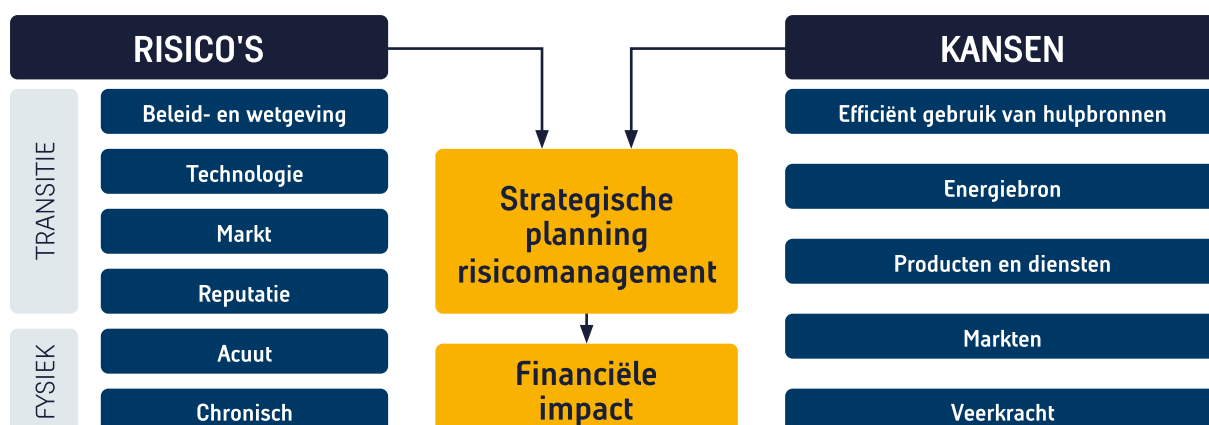 RISICO'S
TRANSITIE
Beleid- en wetgeving
Technologie
Markt
Reputatie
FYSIEK
Acuut
Chronisch
Strategische
planning
risicomanagement
Financiële
impact
KANSEN
Efficiënt gebruik van hulpbronnen
Energiebron
Producten en diensten
Markten
Veerkracht